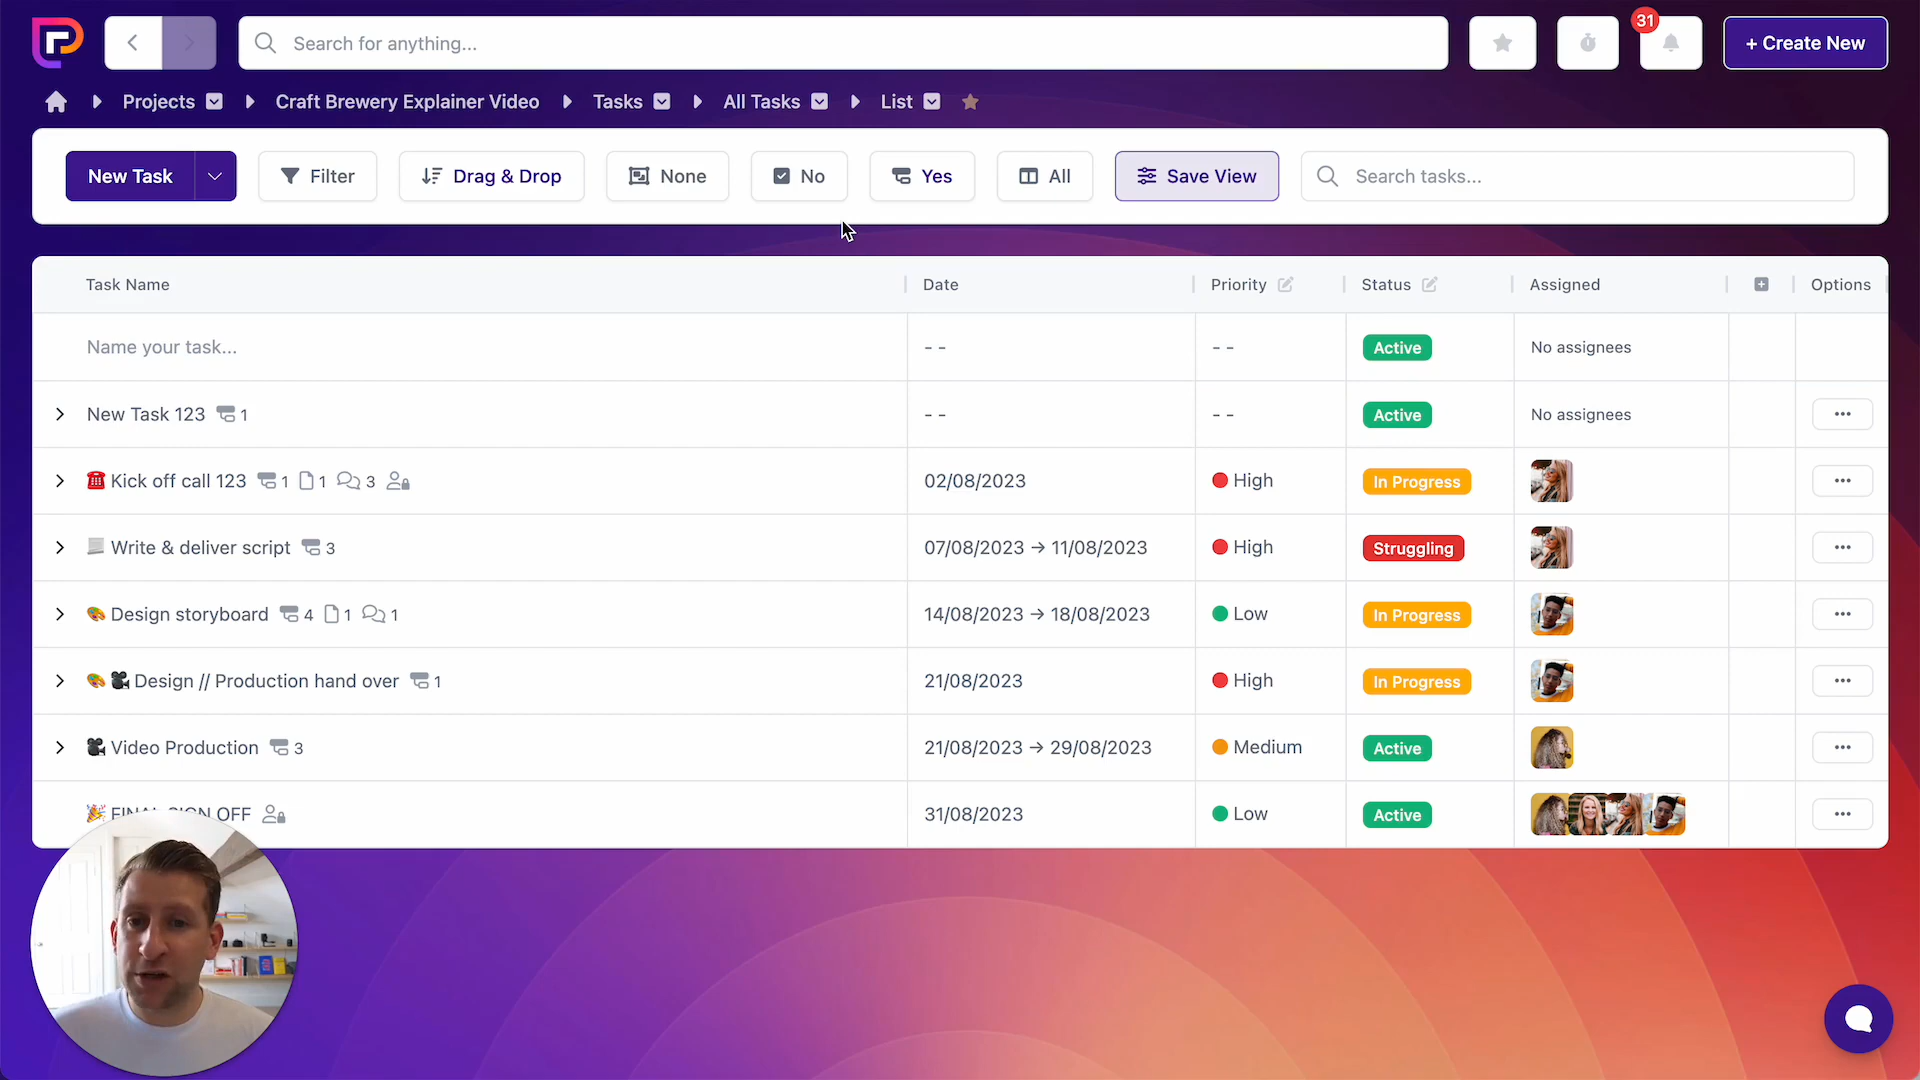 Search for anything...
31
+ Create New
Projects
Craft Brewery Explainer Video
Tasks
All Tasks
List
New Task
Filter
Drag & Drop
None
No
Yes
All
Save View
Search tasks...
Task Name
Date
Priority
Status
Assigned
Options
Name your task...
- -
- -
Active
No assignees
New Task 123
1
- -
- -
Active
No assignees
Kick off call 123
1
1
3
02/08/2023
High
In Progress
Write & deliver script
3
07/08/2023 → 11/08/2023
High
Struggling
Design storyboard
4
1
1
14/08/2023 → 18/08/2023
Low
In Progress
Design // Production hand over
1
21/08/2023
High
In Progress
Video Production
3
21/08/2023 → 29/08/2023
Medium
Active
FINAL SIGN OFF
31/08/2023
Low
Active